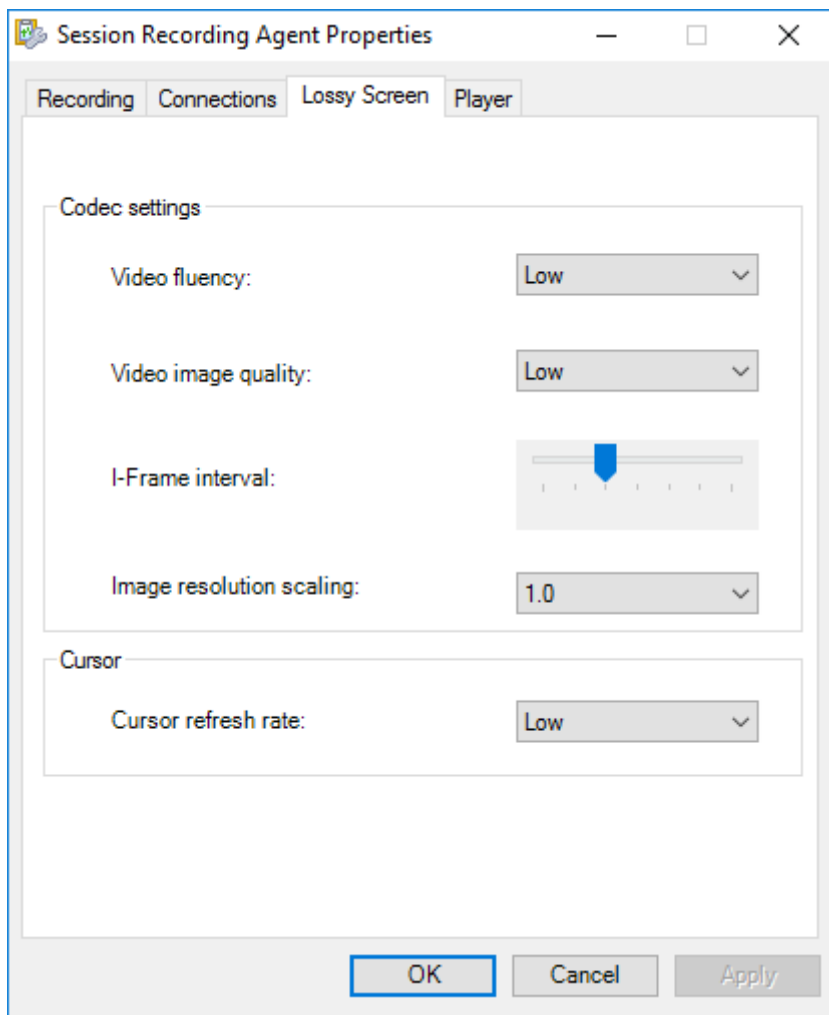 Session Recording Agent Properties
Recording Connections Lossy Screen Player
Codec settings
Video fluency: Low
Video image quality: Low
I-Frame interval:
Image resolution scaling: 1.0
Cursor
Cursor refresh rate: Low
OK Cancel Apply